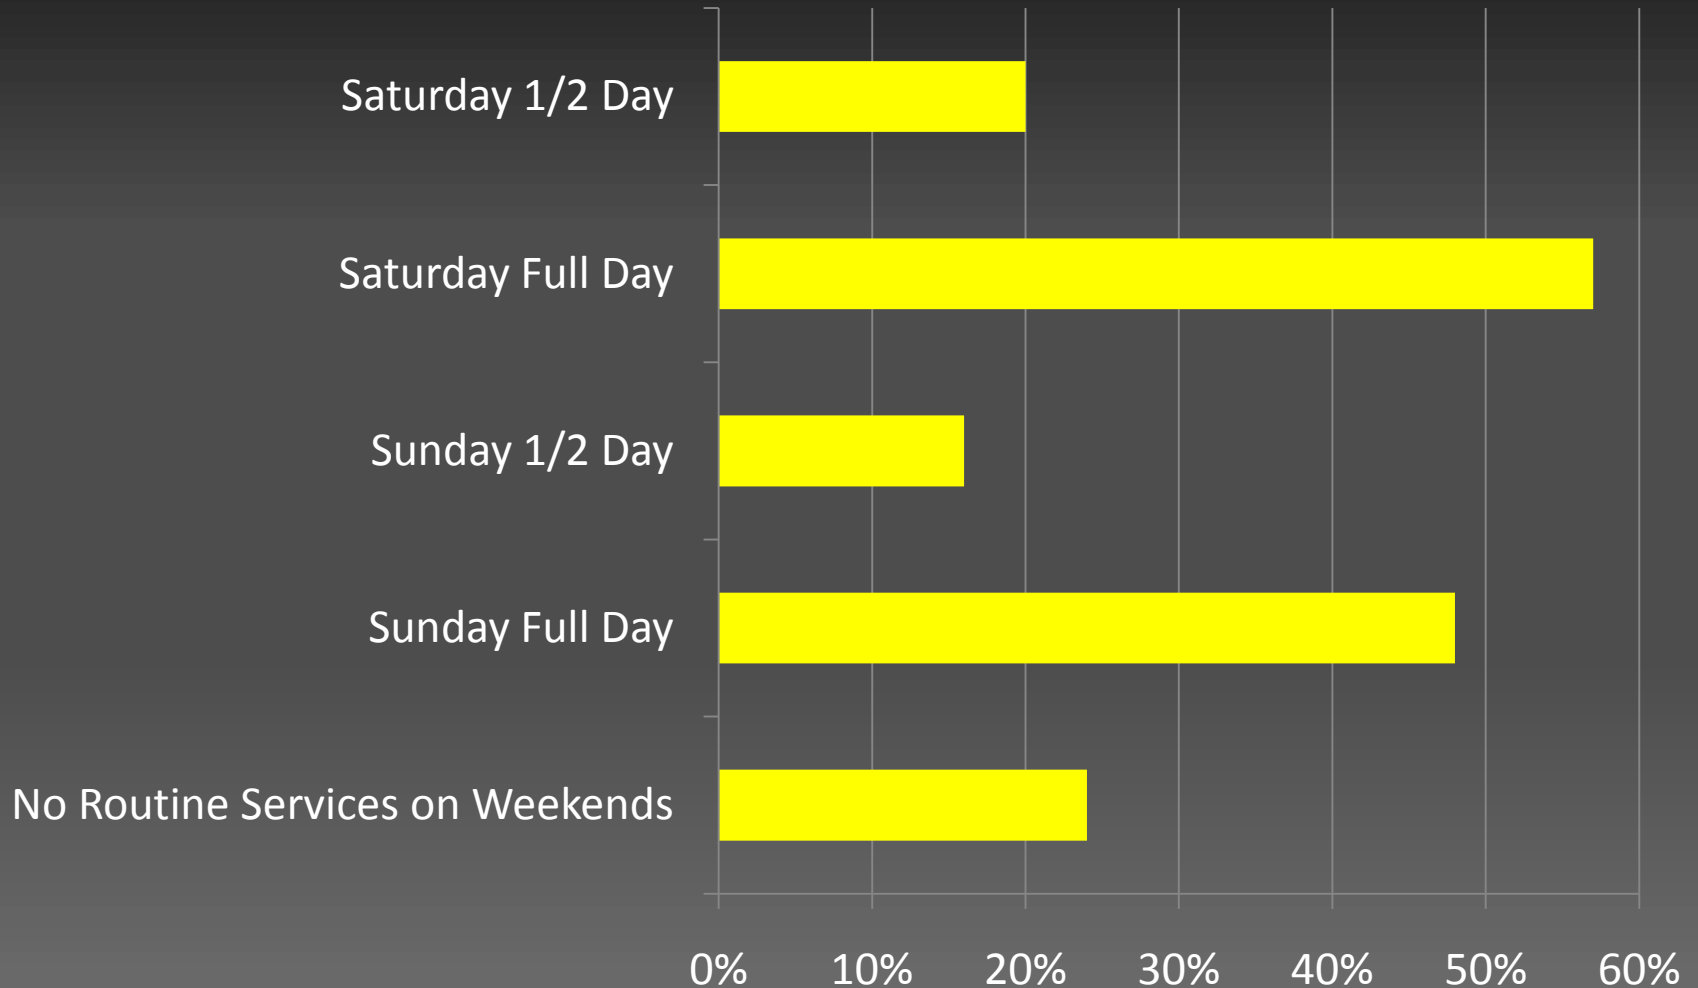 Saturday 1/2 Day
Saturday Full Day
Sunday 1/2 Day
Sunday Full Day
No Routine Services on Weekends
0% 10% 20% 30% 40% 50% 60%